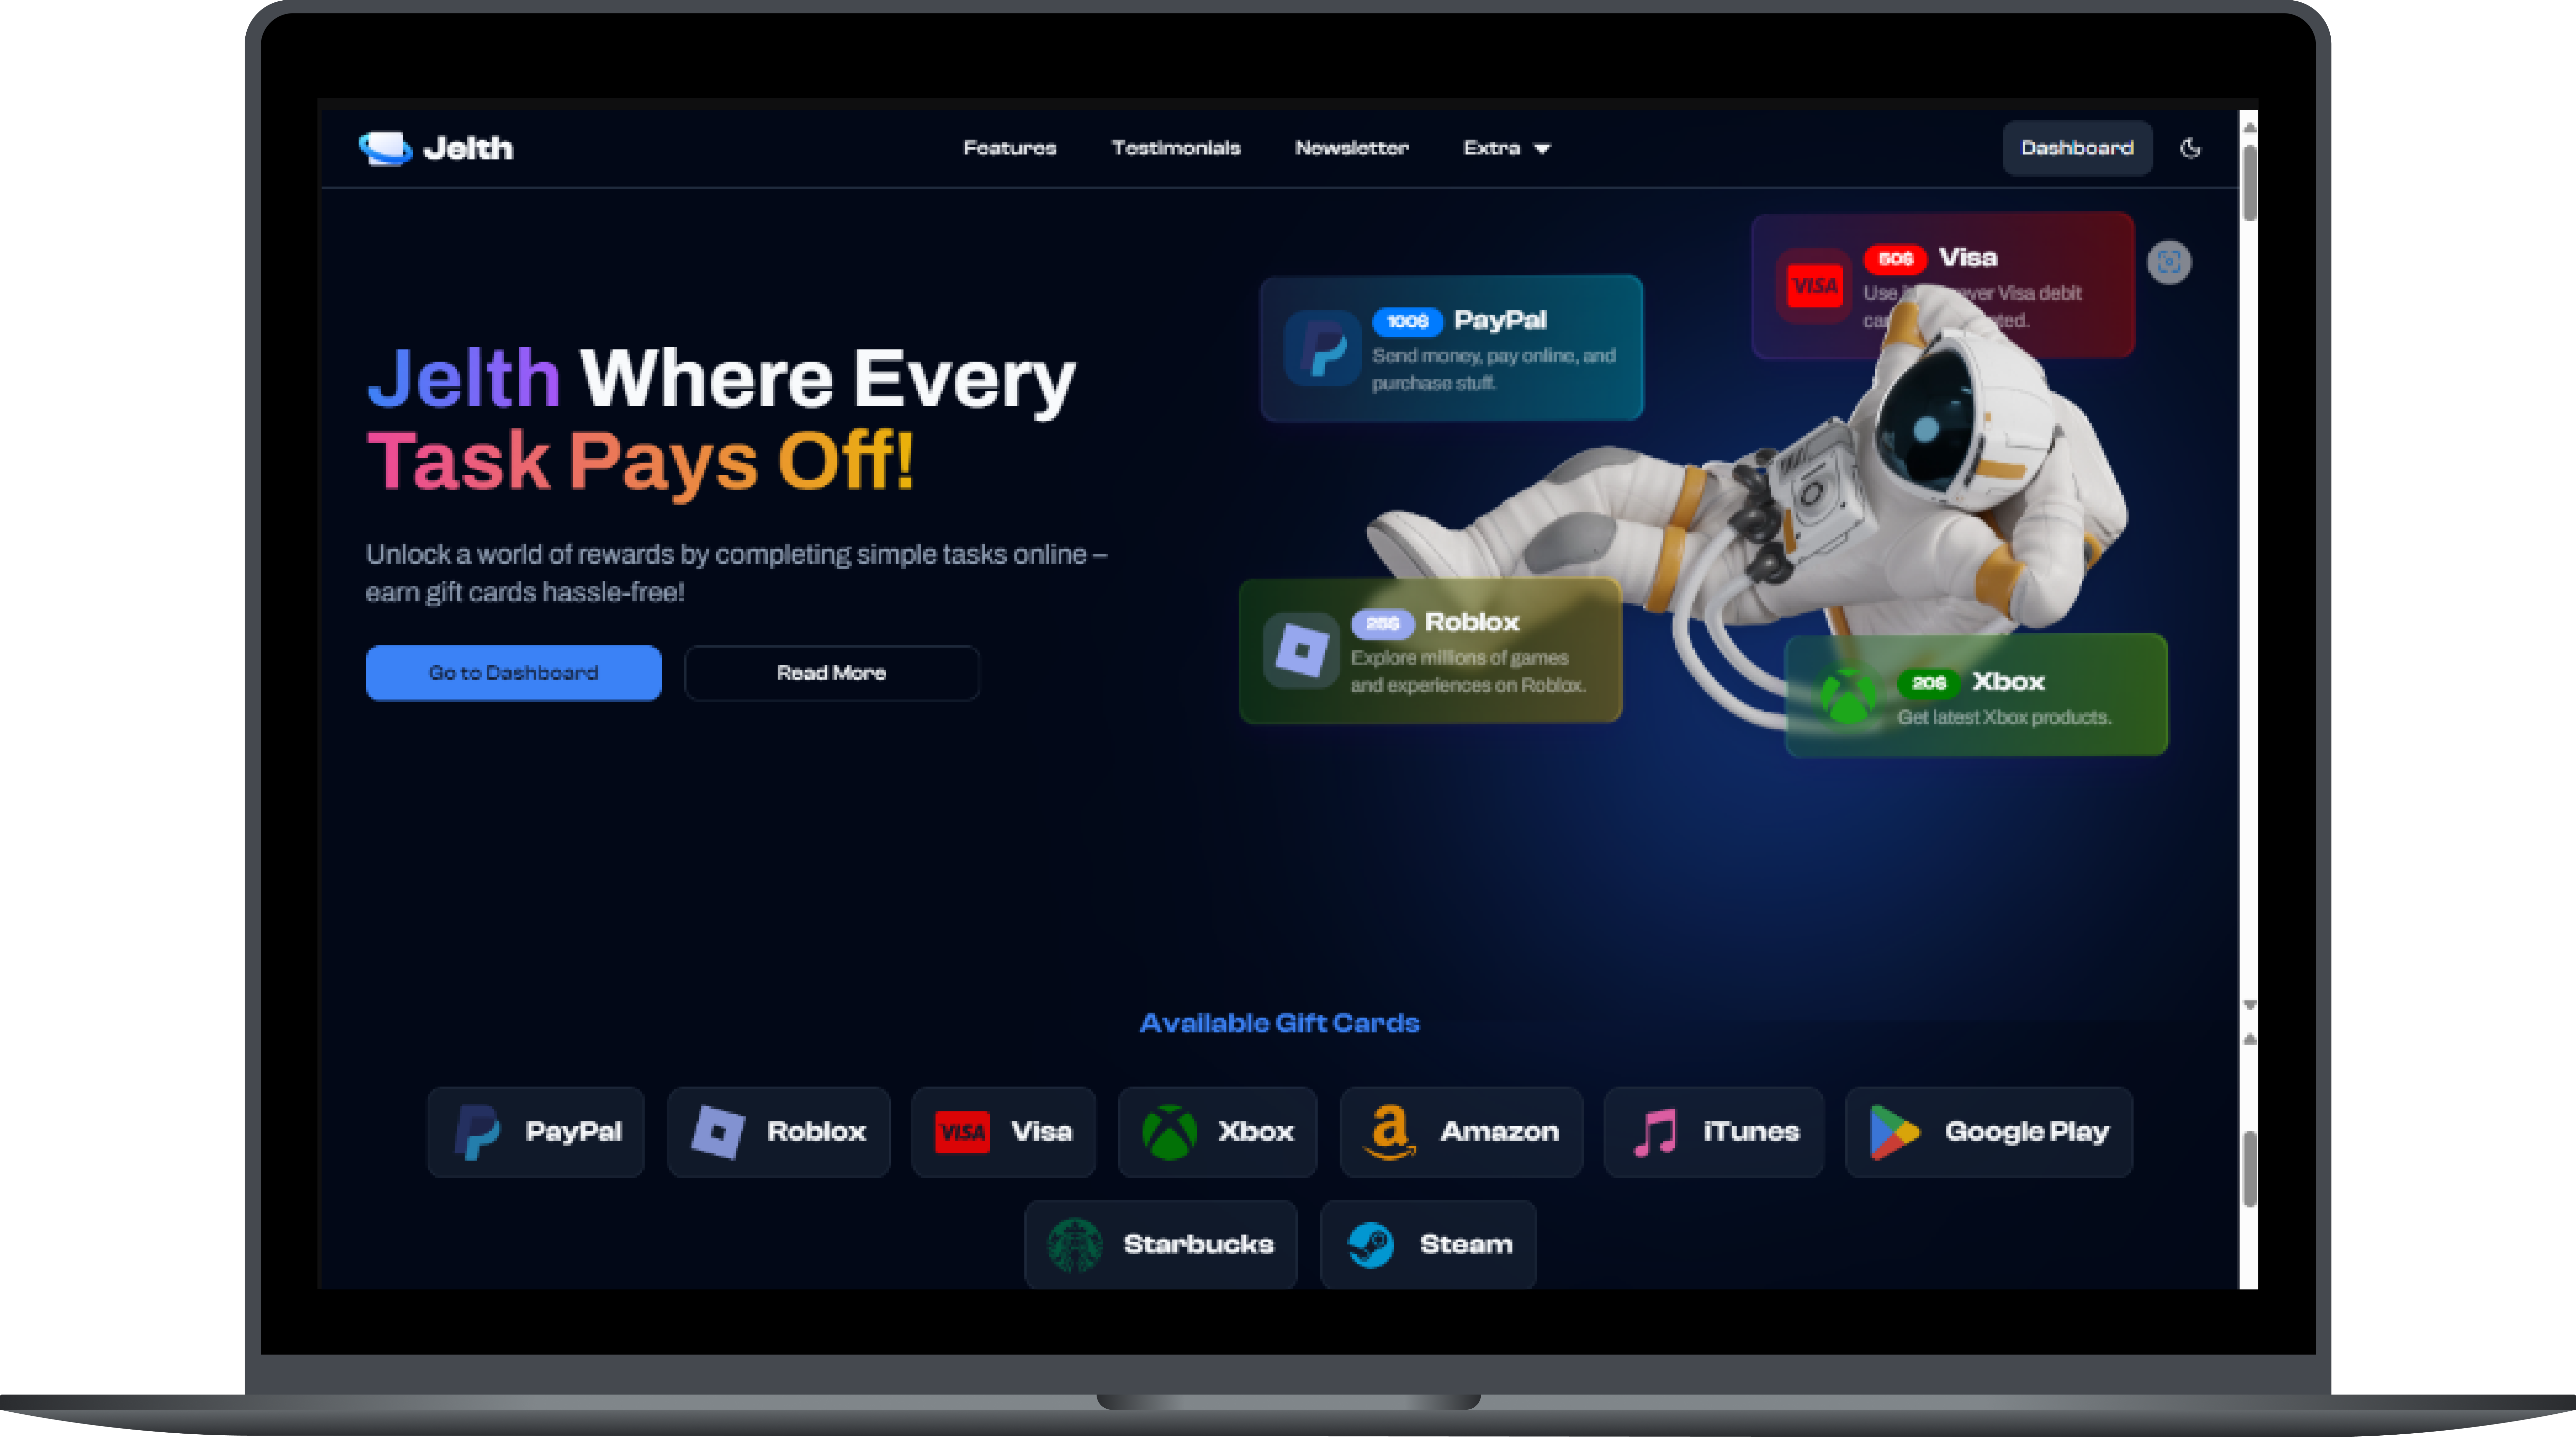 Jelth
Features Testimonials Newsletter Extra
Dashboard
Jelth Where Every
Task Pays Off!
Unlock a world of rewards by completing simple tasks online –
earn gift cards hassle-free!
Go to Dashboard
Read More
100$ PayPal
Send money, pay online, and
purchase stuff.
VISA
50$ Visa
Use ever Visa debit
25$ Roblox
Explore millions of games
and experiences on Roblox.
20$ Xbox
Get latest Xbox products.
Available Gift Cards
PayPal
Roblox
VISA Visa
Xbox
a Amazon
iTunes
Google Play
Starbucks
Steam